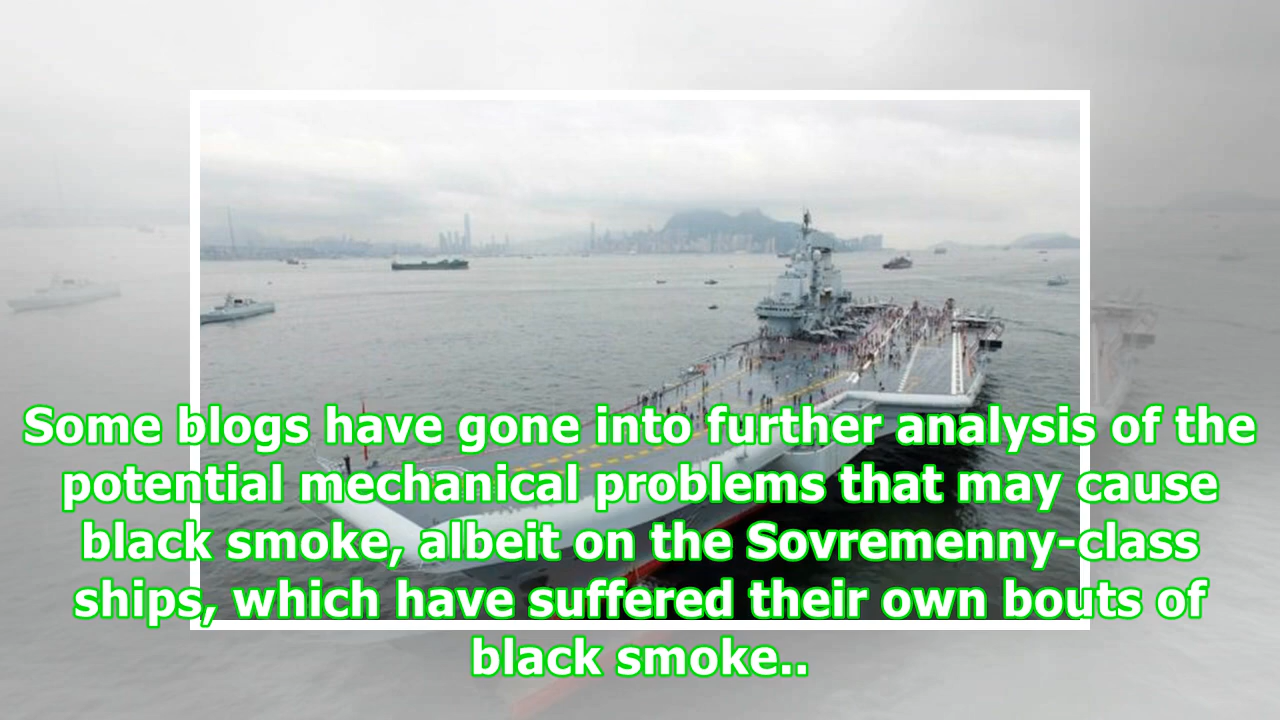 Some blogs have gone into further analysis of the
potential mechanical problems that may cause
black smoke, albeit on the Sovremenny-class
ships, which have suffered their own bouts of
black smoke..